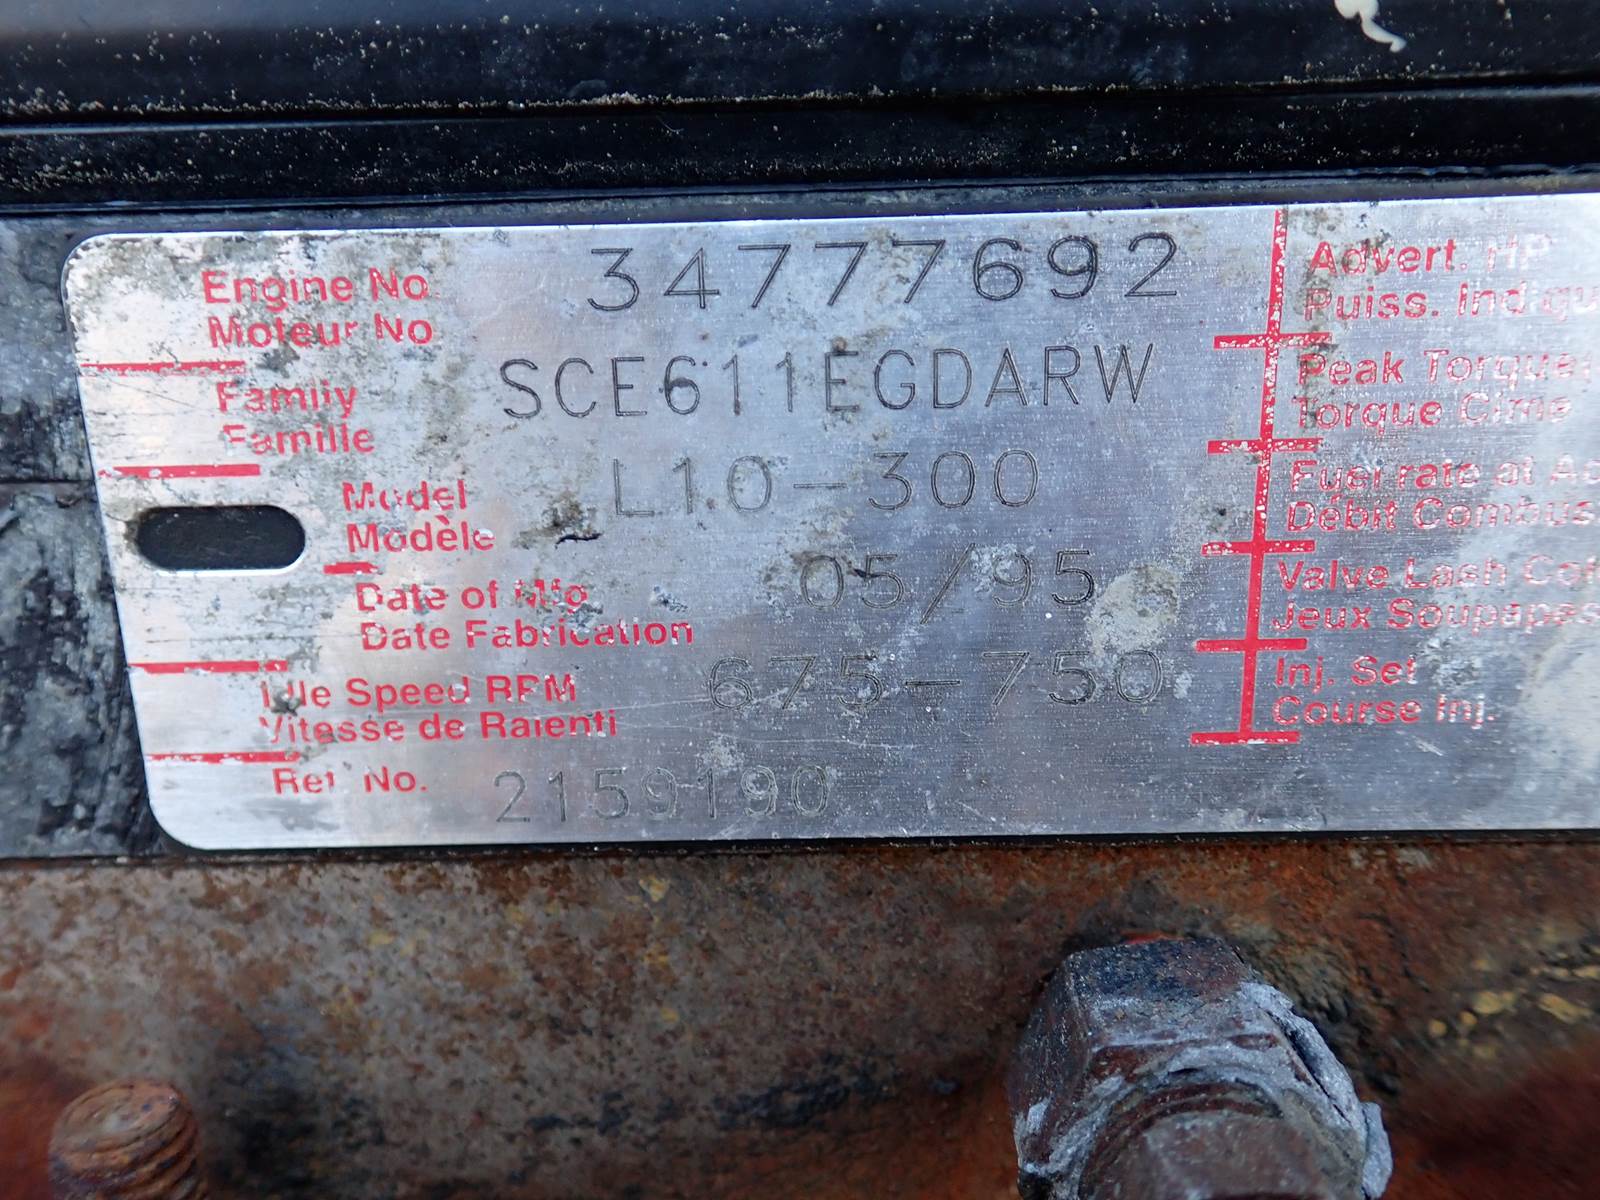 Engine No. 34777692
Moteur No
Family SCE611EGDARW
Famille
Model L10-300
Modèle
Date of Mfg 05/95
Date Fabrication
Idle Speed RPM 675-750
Vitesse de Ralenti
Ref. No. 2159190
Advert. HP
Puiss. Indiqu
Peak Torque
Torque Cime
Fuel rate at Ad
Débit Combus
Valve Lash Col
Jeux Soupapes
Inj. Set
Course Inj.